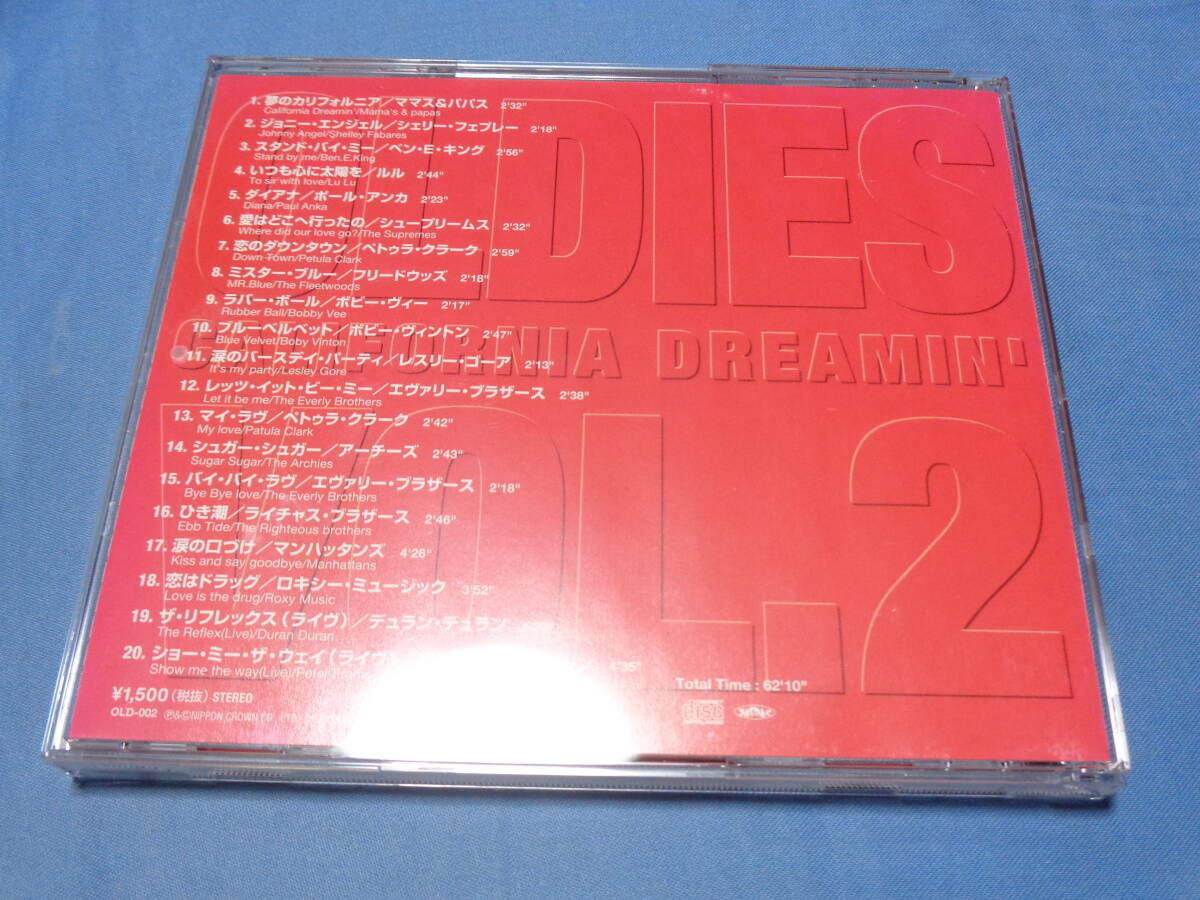 OLDIES
CALIFORNIA DREAMIN'
VOL.2
1. 夢のカリフォルニア／ママス&パパス 2'32"
California Dreamin'/Mama's & papas
2. ジョニー・エンジェル／シェリー・フェブレー 2'18"
Johnny Angel/Shelley Fabares
3. スタンド・バイ・ミー／ベン・E・キング 2'56"
Stand by me/Ben.E.King
4. いつも心に太陽を／ルル 2'44"
To sir with love/Lu Lu
5. ダイアナ／ポール・アンカ 2'23"
Diana/Paul Anka
6. 愛はどこへ行ったの／シュープリームス 2'32"
Where did our love go?/The Supremes
7. 恋のダウンタウン／ペトゥラ・クラーク 2'59"
Down Town/Petula Clark
8. ミスター・ブルー／フリードウッズ 2'18"
MR.Blue/The Fleetwoods
9. ラバー・ボール／ボビー・ヴィー 2'17"
Rubber Ball/Bobby Vee
10. ブルーベルベット／ボビー・ヴィントン 2'47"
Blue Velvet/Boby Vinton
11. 涙のバースデイ・パーティ／レスリー・ゴーア 2'13"
It's my party/Lesley Gore
12. レッツ・イット・ビー・ミー／エヴァリー・ブラザース 2'38"
Let it be me/The Everly Brothers
13. マイ・ラヴ／ペトゥラ・クラーク 2'42"
My love/Patula Clark
14. シュガー・シュガー／アーチーズ 2'43"
Sugar Sugar/The Archies
15. バイ・バイ・ラヴ／エヴァリー・ブラザース 2'18"
Bye Bye love/The Everly Brothers
16. ひき潮／ライチャス・ブラザース 2'46"
Ebb Tide/The Righteous brothers
17. 涙の口づけ／マンハッタンズ 4'26"
Kiss and say goodbye/Manhattans
18. 恋はドラッグ／ロキシー・ミュージック 3'52"
Love is the drug/Roxy Music
19. ザ・リフレックス（ライヴ）／デュラン・デュラン
The Reflex(Live)/Duran Duran
20. ショー・ミー・ザ・ウェイ（ライヴ 4'35"
Show me the way(Live)/Peter
Total Time : 62'10"
¥1,500（税抜）STEREO
OLD-002 ℗&©NIPPON CROWN CO., LTD.
disc